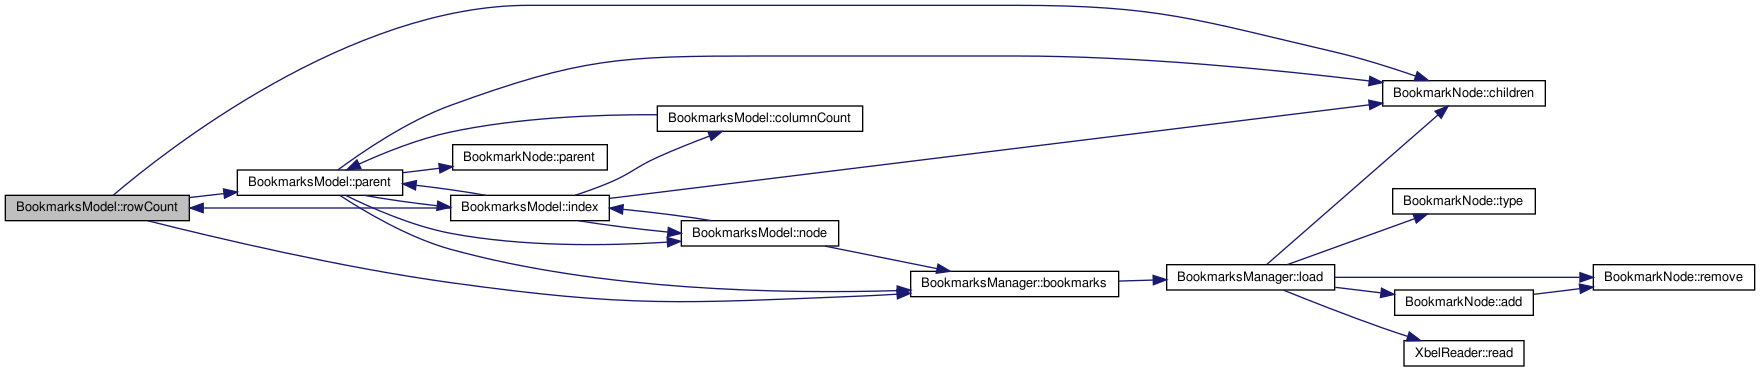 BookmarksModel::rowCount
BookmarksModel::parent
BookmarkNode::parent
BookmarksModel::index
BookmarksModel::columnCount
BookmarksModel::node
BookmarksManager::bookmarks
BookmarksManager::load
BookmarkNode::children
BookmarkNode::type
BookmarkNode::add
XbelReader::read
BookmarkNode::remove